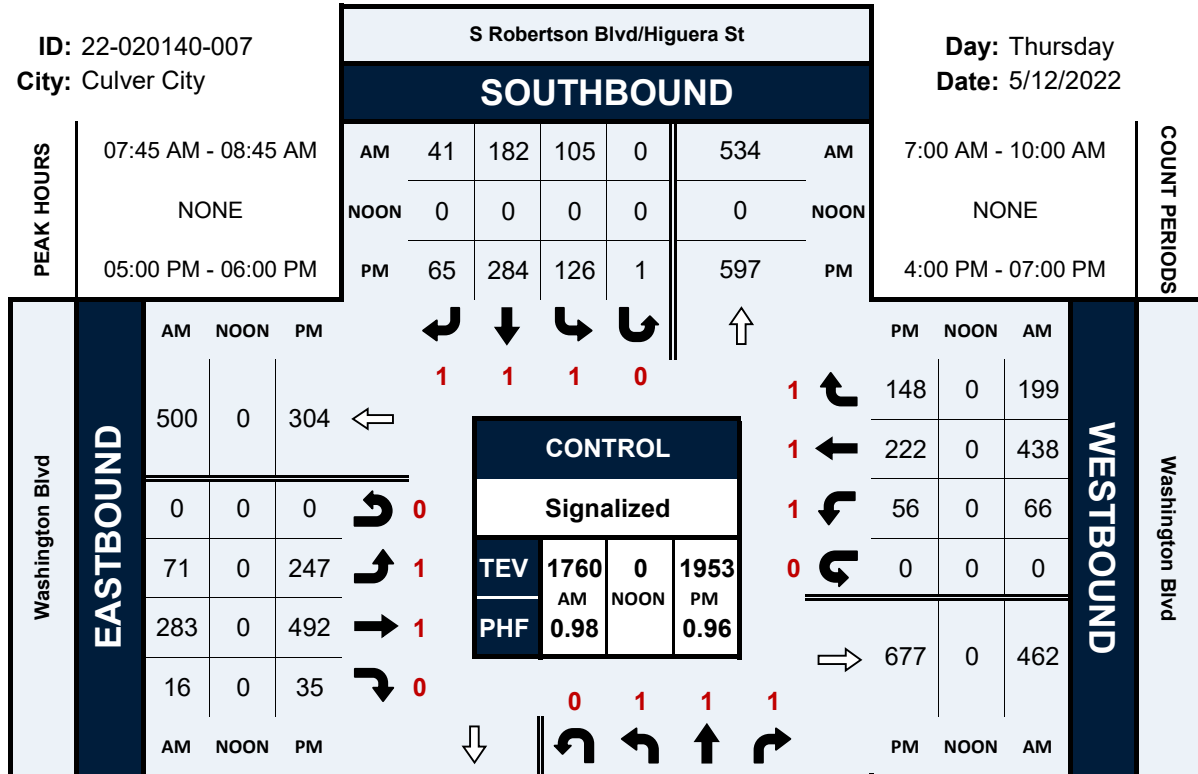 ID: 22-020140-007
City: Culver City
S Robertson Blvd/Higuera St
SOUTHBOUND
Day: Thursday
Date: 5/12/2022
PEAK HOURS
07:45 AM - 08:45 AM
NONE
05:00 PM - 06:00 PM
AM 41 182 105 0 534 AM
NOON 0 0 0 0 0 NOON
PM 65 284 126 1 597 PM
7:00 AM - 10:00 AM
NONE
4:00 PM - 07:00 PM
COUNT PERIODS
1 1 1 0
Washington Blvd
EASTBOUND
AM NOON PM
500 0 304
0 0 0 0
71 0 247 1
283 0 492 1
16 0 35 0
AM NOON PM
CONTROL
Signalized
TEV 1760 0 1953
AM NOON PM
PHF 0.98 0.96
PM NOON AM
1 148 0 199
1 222 0 438
1 56 0 66
0 0 0 0
677 0 462
PM NOON AM
WESTBOUND
Washington Blvd
0 1 1 1